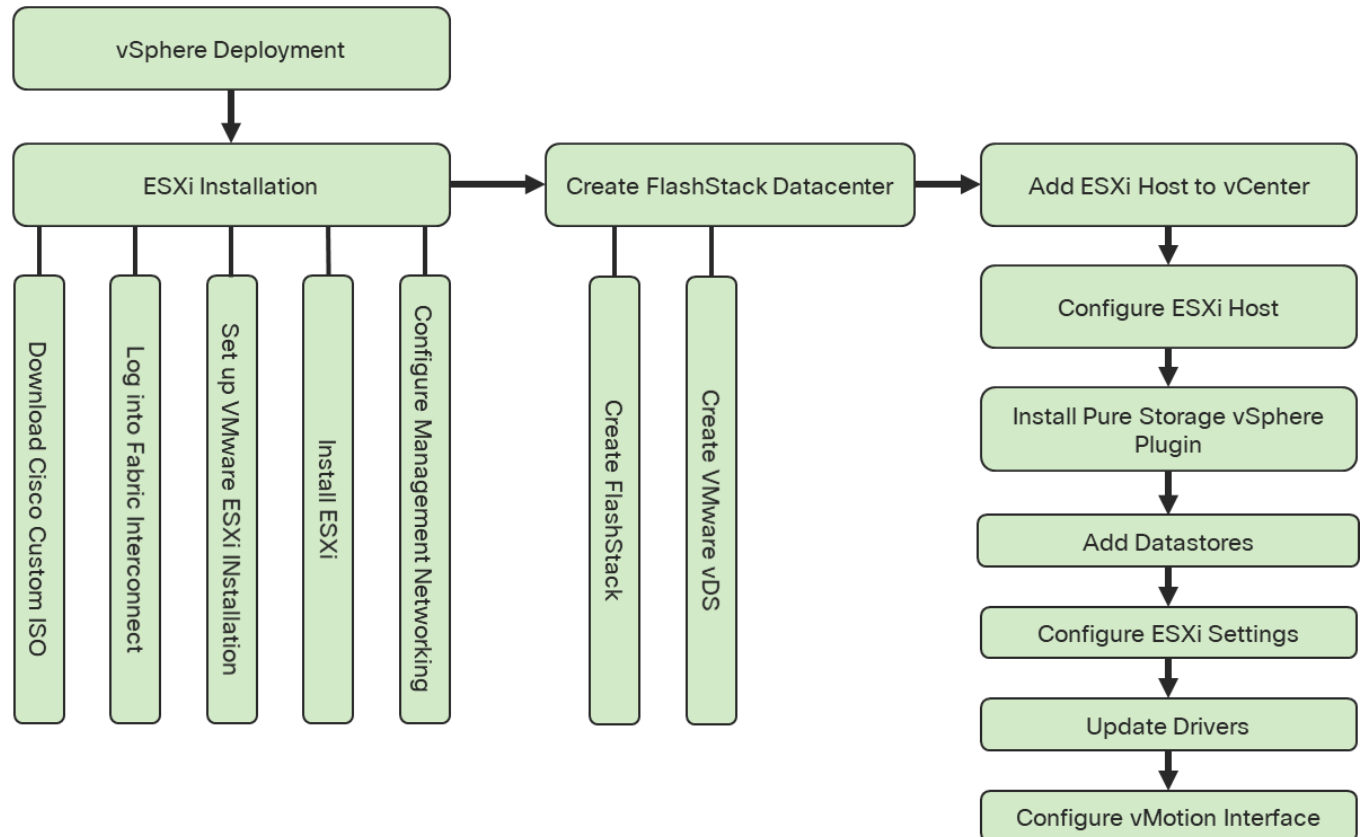 vSphere Deployment
ESXi Installation
Create FlashStack Datacenter
Add ESXi Host to vCenter
Download Cisco Custom ISO
Log into Fabric Interconnect
Set up VMware ESXi INstallation
Install ESXi
Configure Management Networking
Create FlashStack
Create VMware vDS
Configure ESXi Host
Install Pure Storage vSphere
Plugin
Add Datastores
Configure ESXi Settings
Update Drivers
Configure vMotion Interface